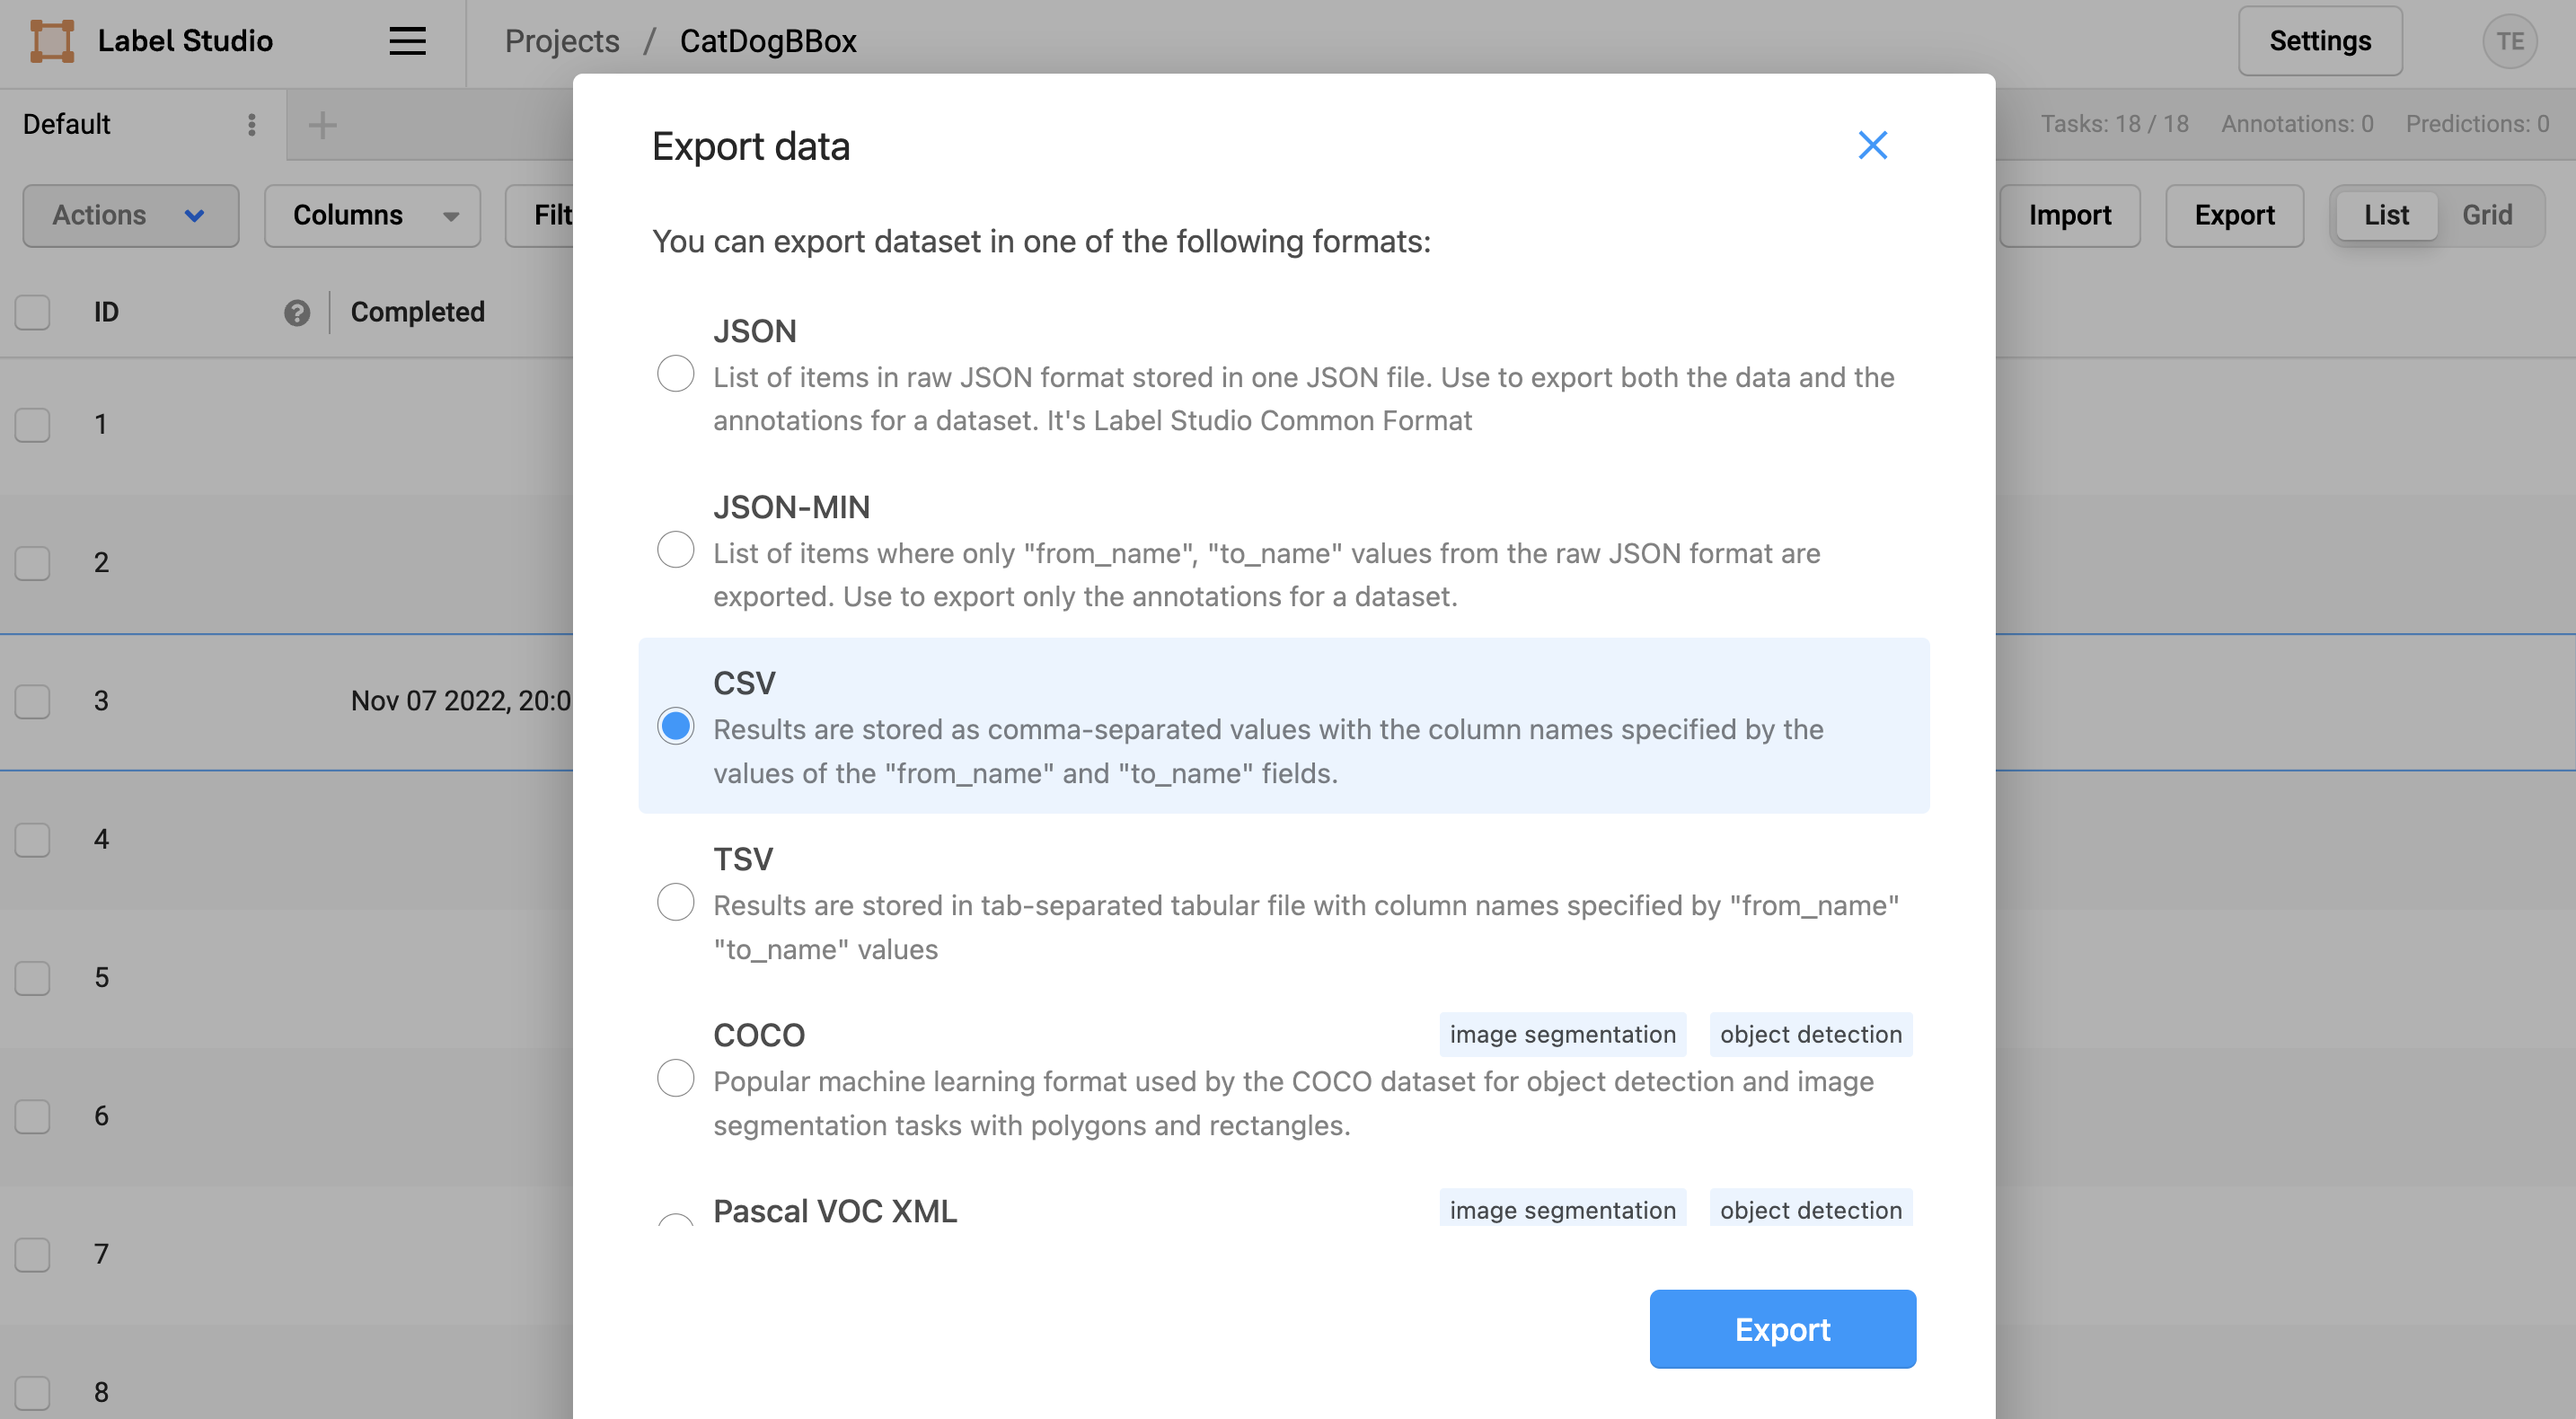 Label Studio
Projects / CatDogBBox
Settings
TE
Default
Tasks: 18 / 18 Annotations: 0 Predictions: 0
Actions
Columns
Filt
Import
Export
List
Grid
ID
Completed
1
2
3
Nov 07 2022, 20:0
4
5
6
7
8
Export data
You can export dataset in one of the following formats:
JSON
List of items in raw JSON format stored in one JSON file. Use to export both the data and the
annotations for a dataset. It's Label Studio Common Format
JSON-MIN
List of items where only "from_name", "to_name" values from the raw JSON format are
exported. Use to export only the annotations for a dataset.
CSV
Results are stored as comma-separated values with the column names specified by the
values of the "from_name" and "to_name" fields.
TSV
Results are stored in tab-separated tabular file with column names specified by "from_name"
"to_name" values
COCO image segmentation object detection
Popular machine learning format used by the COCO dataset for object detection and image
segmentation tasks with polygons and rectangles.
Pascal VOC XML image segmentation object detection
Export